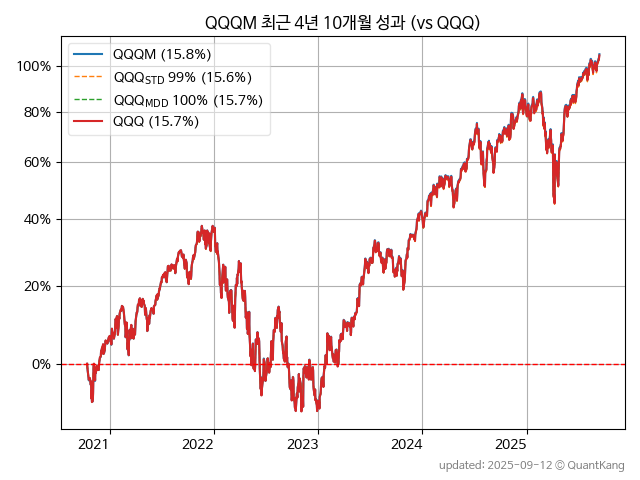 QQQM 최근 4년 10개월 성과 (vs QQQ)
QQQM (15.8%)
QQQSTD 99% (15.6%)
QQQMDD 100% (15.7%)
QQQ (15.7%)
100%
80%
60%
40%
20%
0%
2021 2022 2023 2024 2025
updated: 2025-09-12 © QuantKang